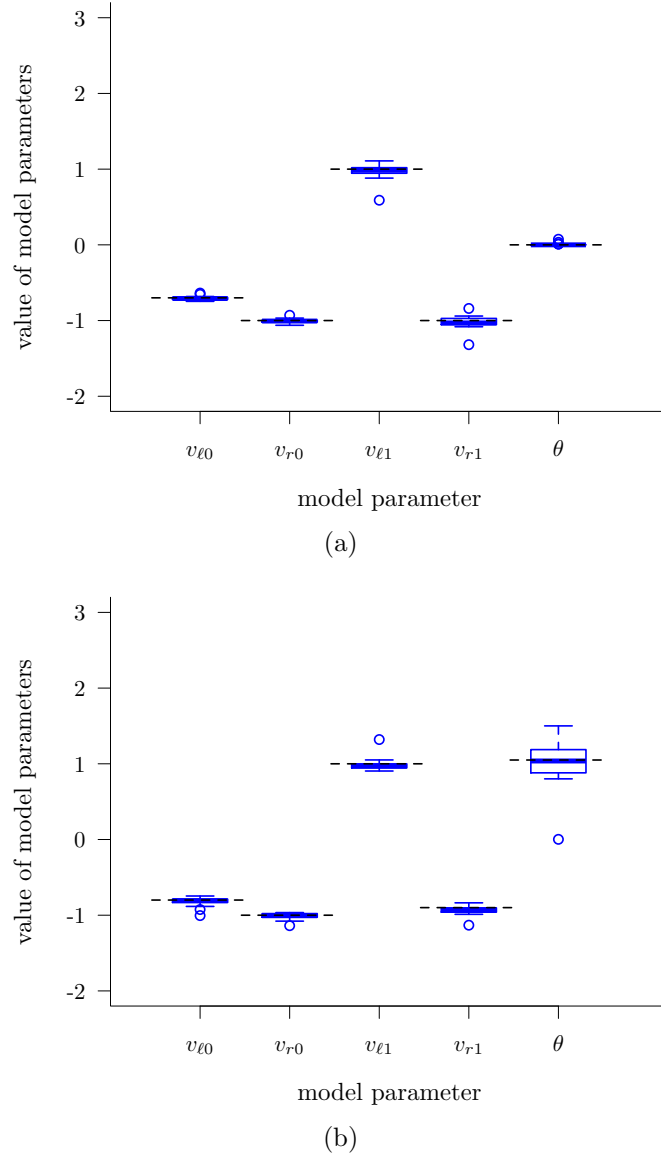 3
2
1
0
-1
-2
value of model parameters
vℓ0 vr0 vℓ1 vr1 θ
model parameter
(a)
3
2
1
0
-1
-2
value of model parameters
vℓ0 vr0 vℓ1 vr1 θ
model parameter
(b)